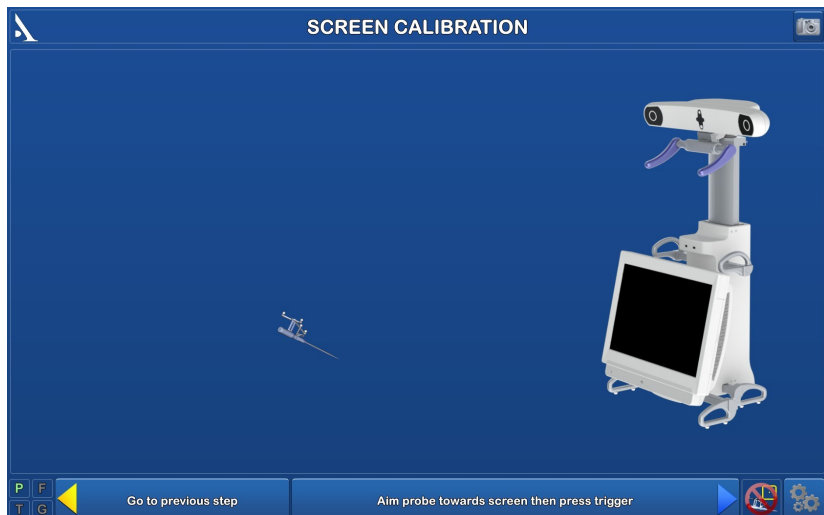 SCREEN CALIBRATION
P F
T G
Go to previous step
Aim probe towards screen then press trigger